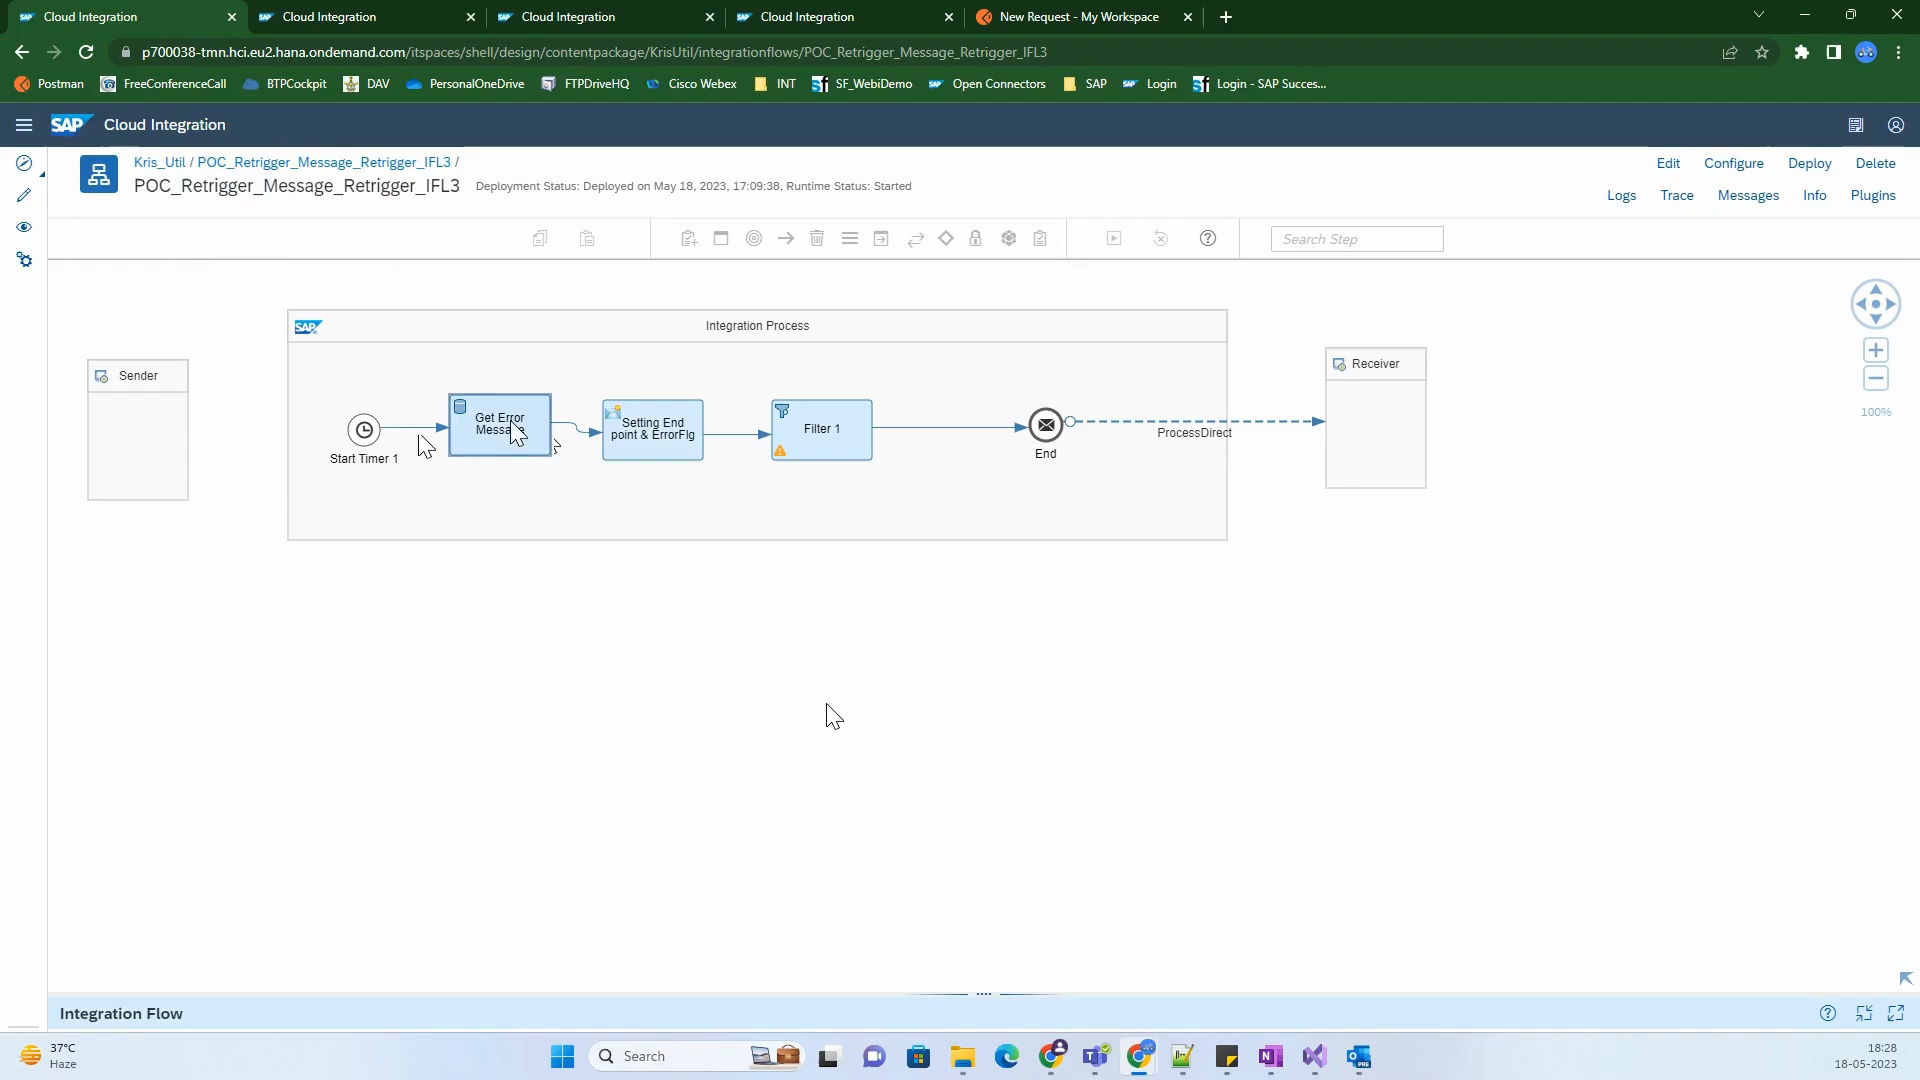 Cloud Integration
Cloud Integration
Cloud Integration
Cloud Integration
New Request - My Workspace
p700038-tmn.hci.eu2.hana.ondemand.com/itspaces/shell/design/contentpackage/KrisUtil/integrationflows/POC_Retrigger_Message_Retrigger_IFL3
Postman
FreeConferenceCall
BTPCockpit
DAV
PersonalOneDrive
FTPDriveHQ
Cisco Webex
INT
SF_WebiDemo
Open Connectors
SAP
Login
Login - SAP Succes...
SAP Cloud Integration
Kris_Util / POC_Retrigger_Message_Retrigger_IFL3 /
Edit
Configure
Deploy
Delete
POC_Retrigger_Message_Retrigger_IFL3
Deployment Status: Deployed on May 18, 2023, 17:09:38, Runtime Status: Started
Logs
Trace
Messages
Info
Plugins
Search Step
SAP
Integration Process
Sender
Receiver
Get Error
Message
Setting End
point & ErrorFlg
Filter 1
ProcessDirect
Start Timer 1
End
100%
Integration Flow
37°C
Haze
Search
18:28
18-05-2023